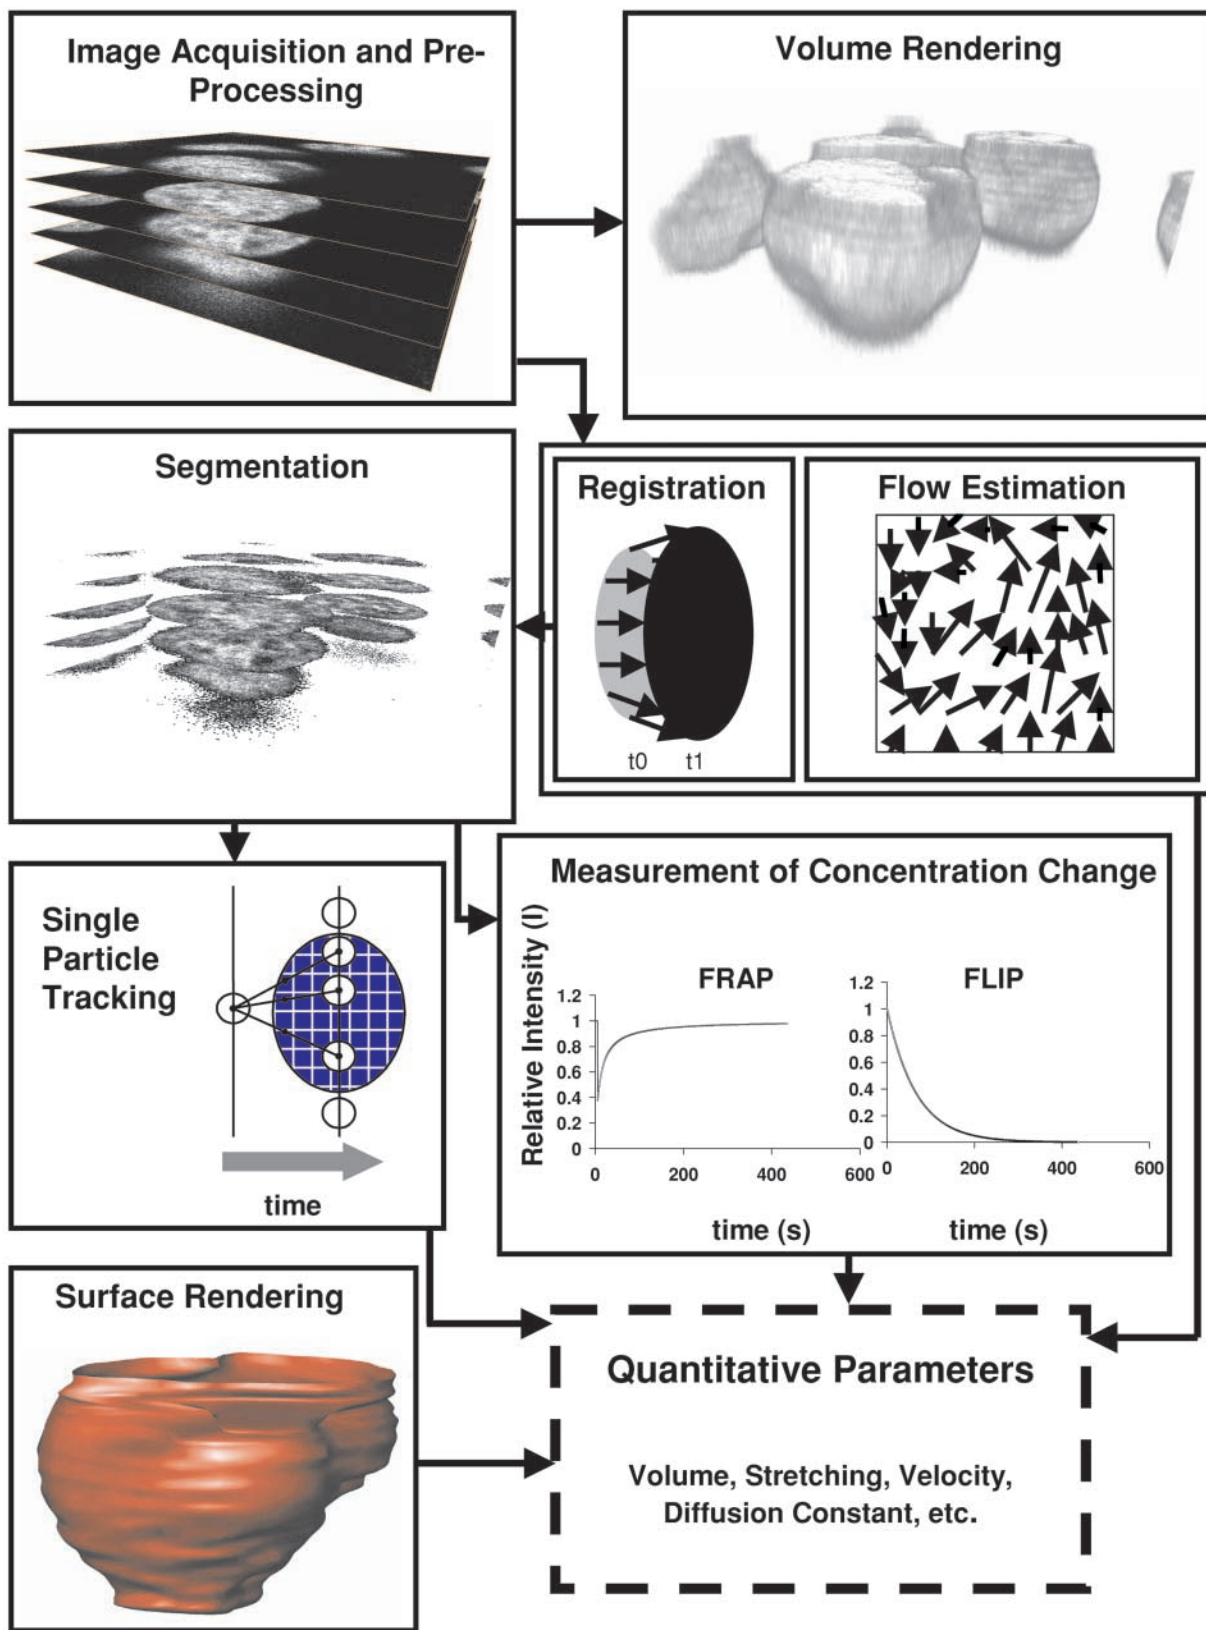 Image Acquisition and Pre-
Processing
Volume Rendering
Segmentation
Registration
t0 t1
Flow Estimation
Single
Particle
Tracking
time
Measurement of Concentration Change
Relative Intensity (I)
FRAP
1.2
1
0.8
0.6
0.4
0.2
0
0 200 400 600
time (s)
FLIP
1.2
1
0.8
0.6
0.4
0.2
0
0 200 400 600
time (s)
Surface Rendering
Quantitative Parameters
Volume, Stretching, Velocity,
Diffusion Constant, etc.